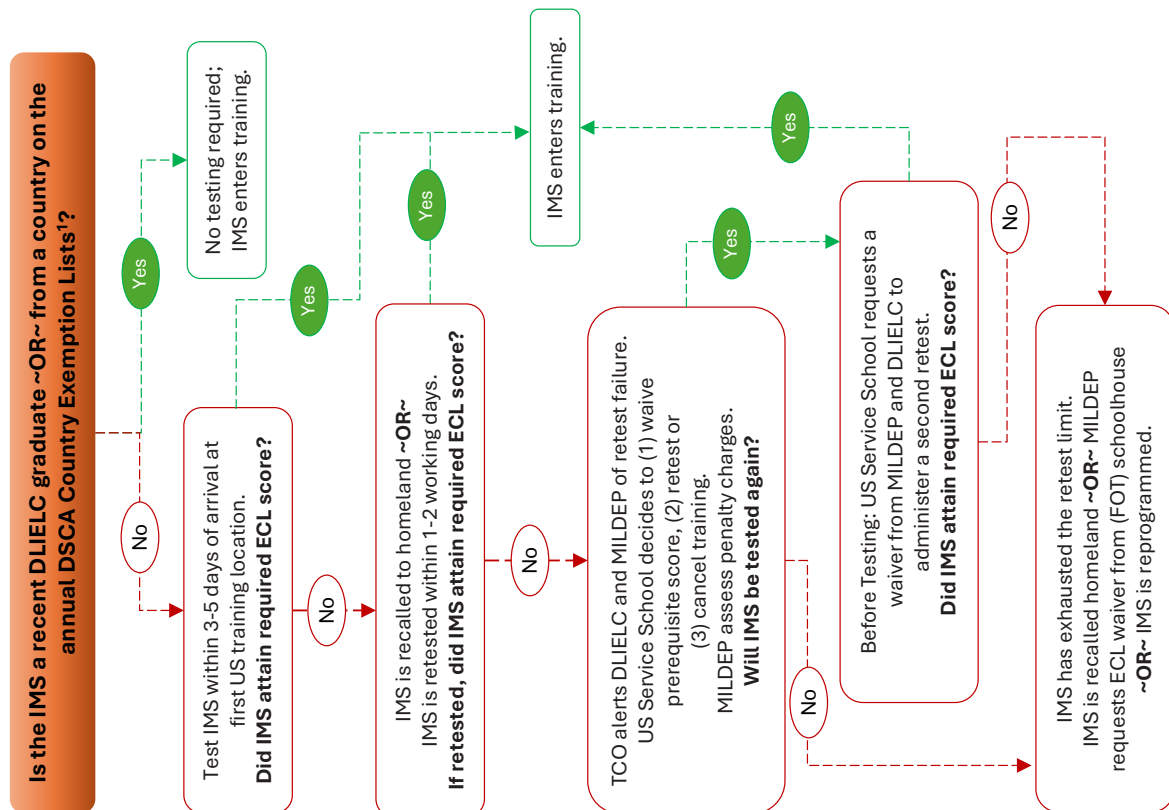 Is the IMS a recent DLIELC graduate ~OR~ from a country on the
annual DSCA Country Exemption Lists¹?
No
Yes
Test IMS within 3-5 days of arrival at
first US training location.
Did IMS attain required ECL score?
No testing required;
IMS enters training.
No
Yes
IMS is recalled to homeland ~OR~
IMS is retested within 1-2 working days.
If retested, did IMS attain required ECL score?
Yes
No
IMS enters training.
TCO alerts DLIELC and MILDEP of retest failure.
US Service School decides to (1) waive
prerequisite score, (2) retest or
(3) cancel training.
MILDEP assess penalty charges.
Will IMS be tested again?
Yes
No
Yes
Before Testing: US Service School requests a
waiver from MILDEP and DLIELC to
administer a second retest.
Did IMS attain required ECL score?
No
IMS has exhausted the retest limit.
IMS is recalled homeland ~OR~ MILDEP
requests ECL waiver from (FOT) schoolhouse
~OR~ IMS is reprogrammed.